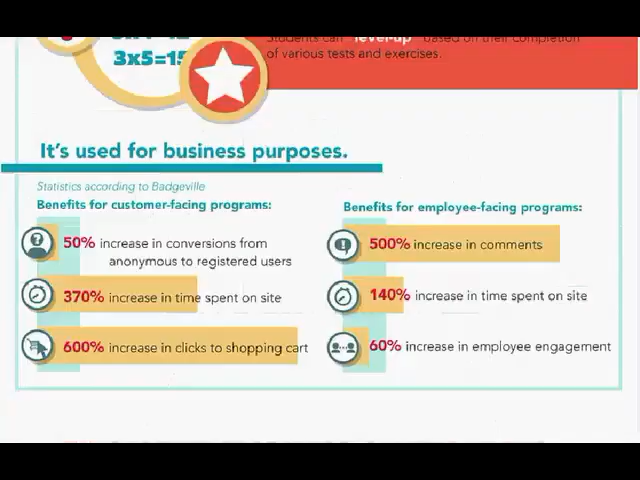 3x5=15
Students can "level-up" based on their completion
of various tests and exercises.
It's used for business purposes.
Statistics according to Badgeville
Benefits for customer-facing programs:
50% increase in conversions from
anonymous to registered users
370% increase in time spent on site
600% increase in clicks to shopping cart
Benefits for employee-facing programs:
500% increase in comments
140% increase in time spent on site
60% increase in employee engagement